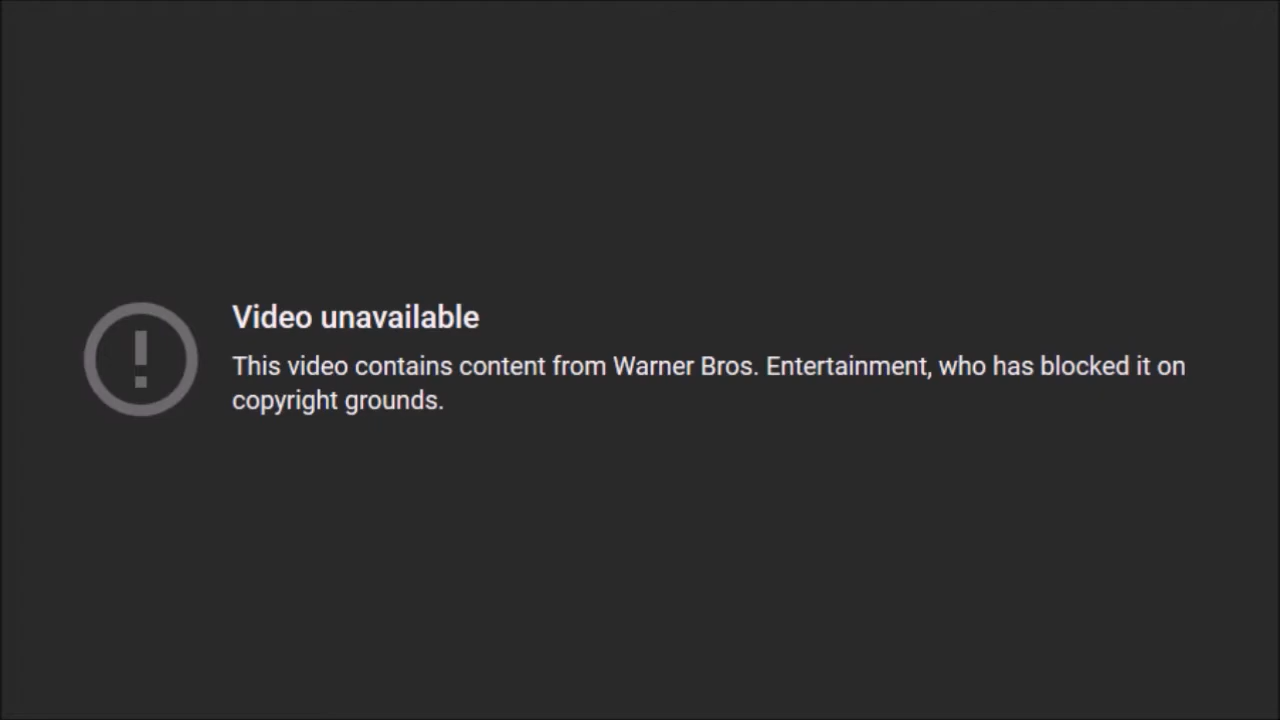 Video unavailable
This video contains content from Warner Bros. Entertainment, who has blocked it on
copyright grounds.